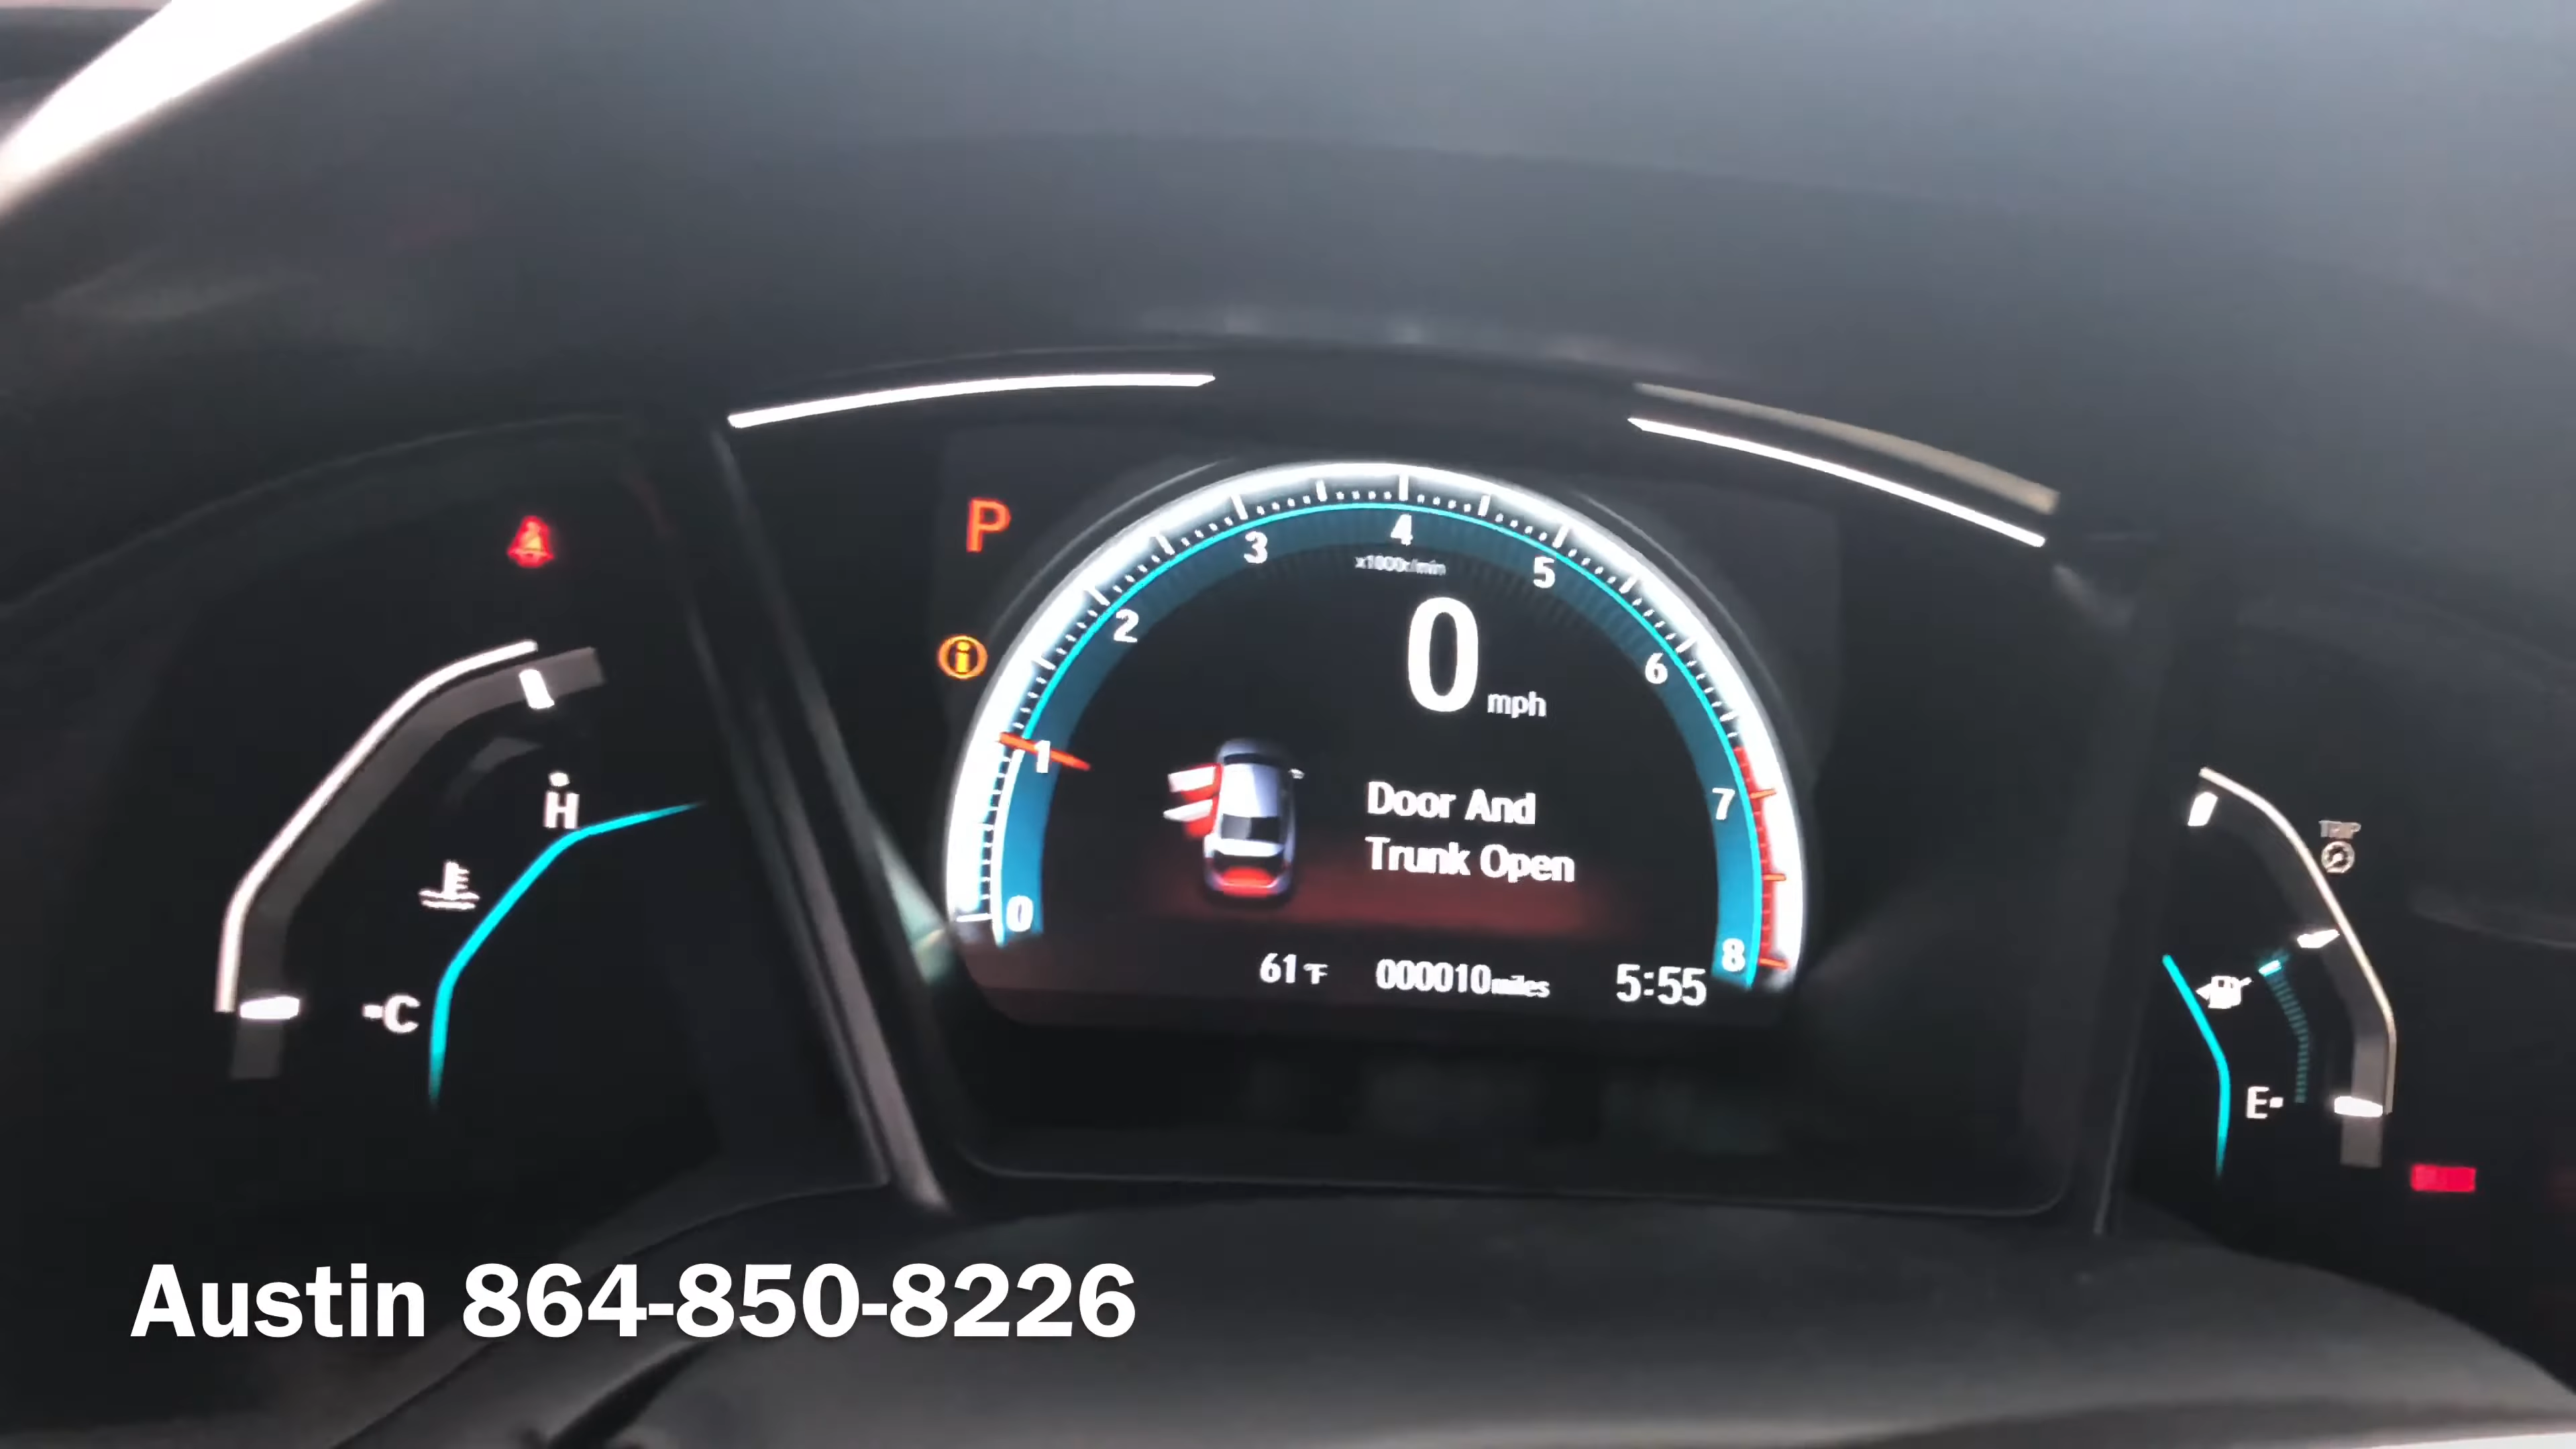 P
4
3
5
x1000r/min
2
6
0
mph
1
7
Door And
Trunk Open
H
C
0
8
61°F
000010miles
5:55
TRIP
E
Austin 864-850-8226